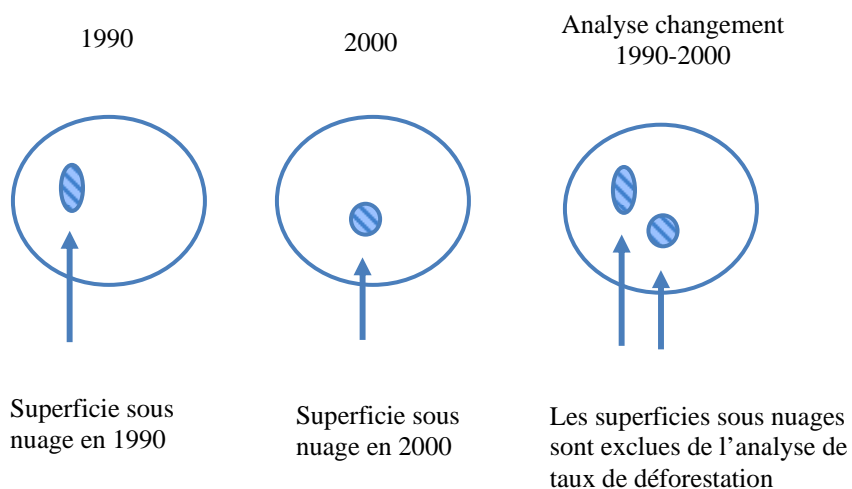 1990
2000
Analyse changement
1990-2000
Superficie sous
nuage en 1990
Superficie sous
nuage en 2000
Les superficies sous nuages
sont exclues de l’analyse de
taux de déforestation